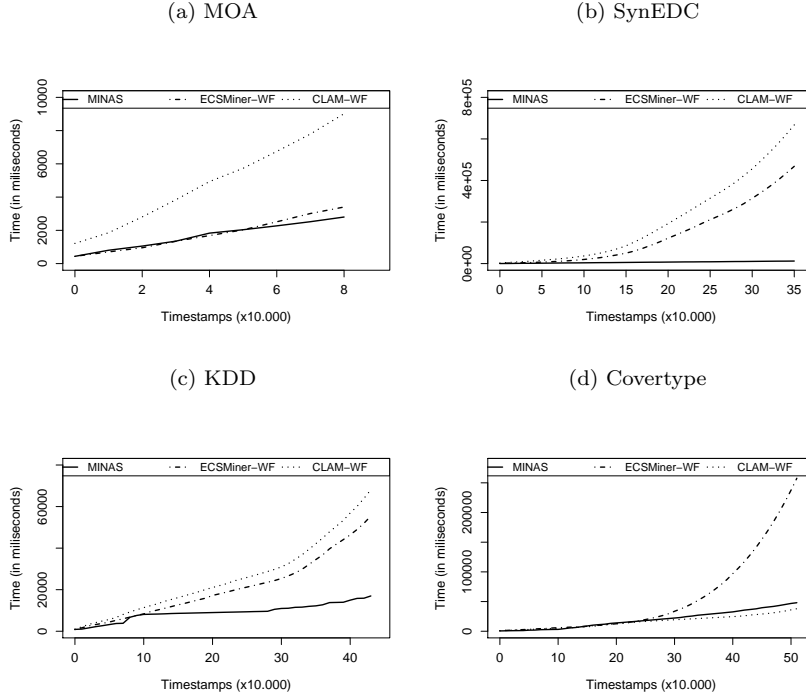 (a) MOA
(b) SynEDC
MINAS ECSMiner−WF CLAM−WF
Time (in miliseconds)
0 2000 6000 10000
0 2 4 6 8
Timestamps (x10.000)
MINAS ECSMiner−WF CLAM−WF
Time (in miliseconds)
0e+00 4e+05 8e+05
0 5 10 15 20 25 30 35
Timestamps (x10.000)
(c) KDD
(d) Covertype
MINAS ECSMiner−WF CLAM−WF
Time (in miliseconds)
0 20000 60000
0 10 20 30 40
Timestamps (x10.000)
MINAS ECSMiner−WF CLAM−WF
Time (in miliseconds)
0 50000 100000 200000
0 10 20 30 40 50
Timestamps (x10.000)